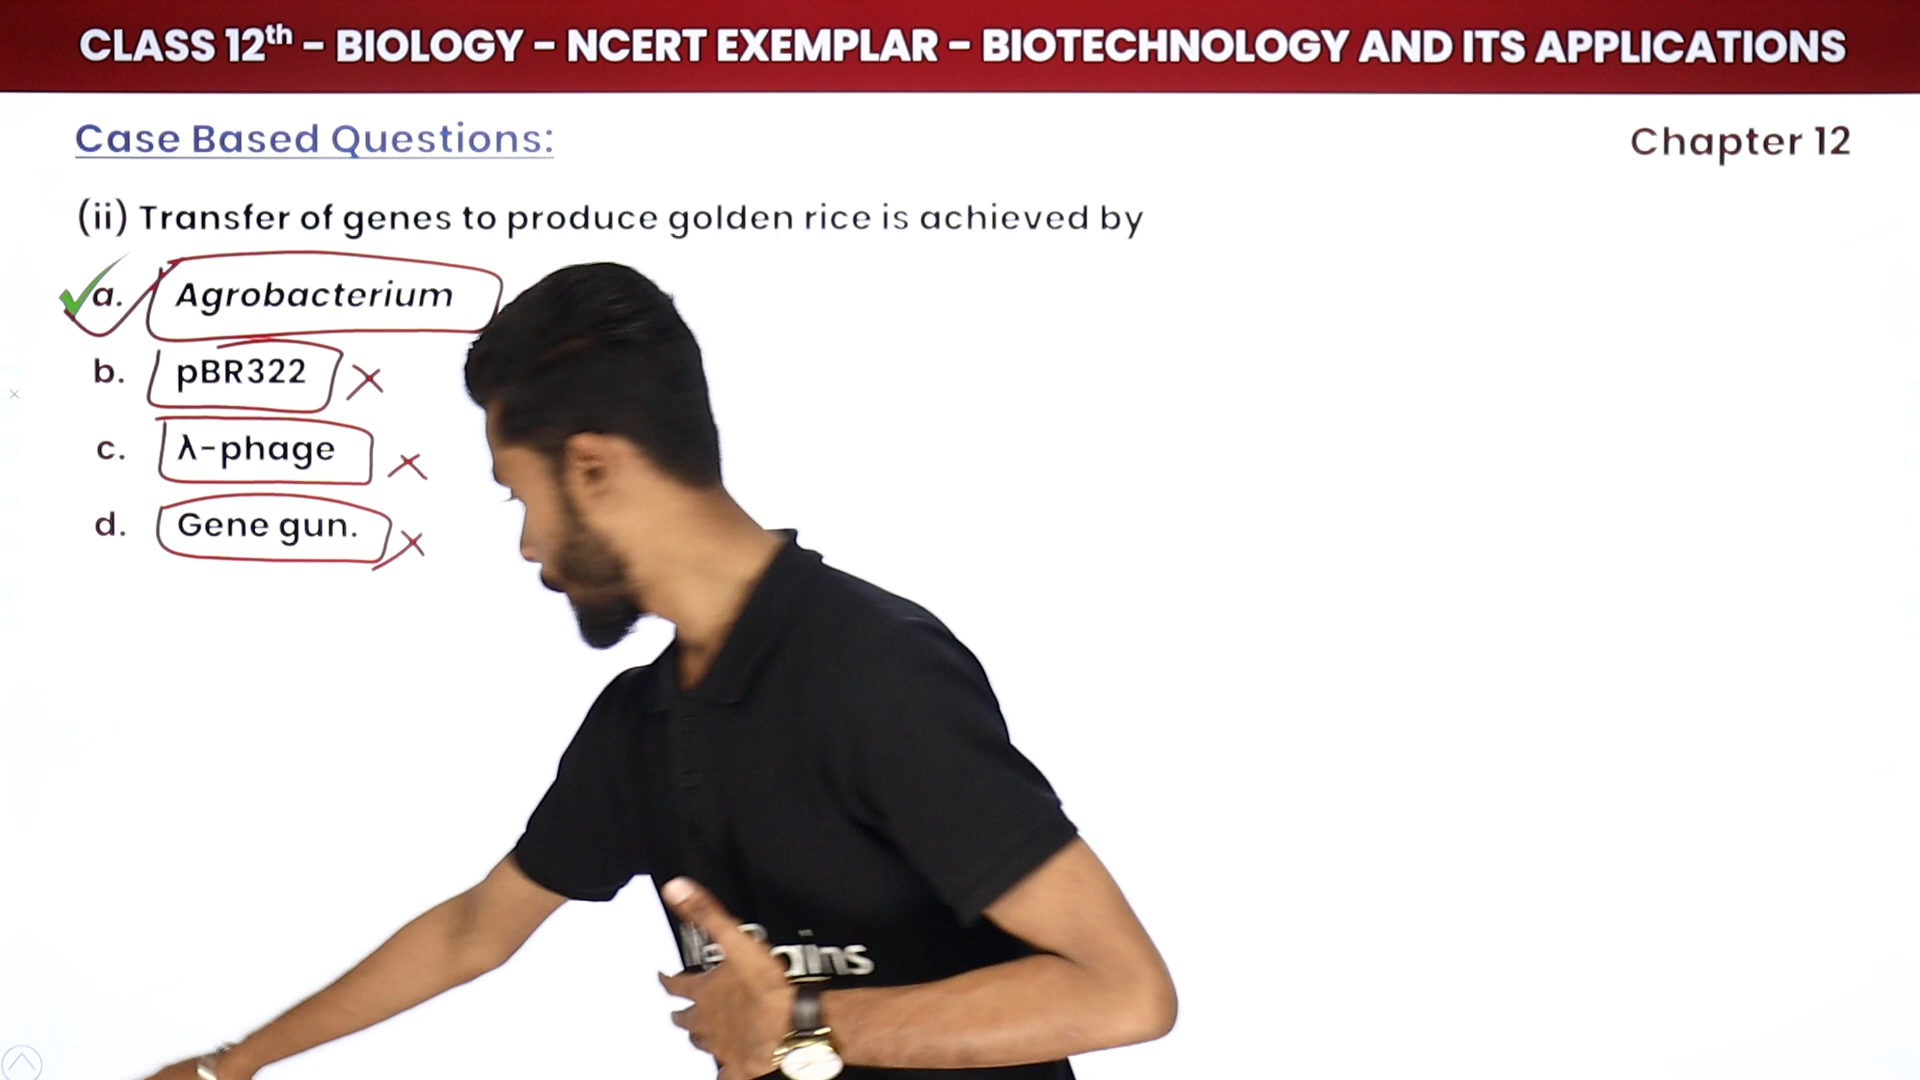 CLASS 12th - BIOLOGY - NCERT EXEMPLAR - BIOTECHNOLOGY AND ITS APPLICATIONS
Case Based Questions:
Chapter 12
(ii) Transfer of genes to produce golden rice is achieved by
a. Agrobacterium
b. pBR322
c. λ-phage
d. Gene gun.